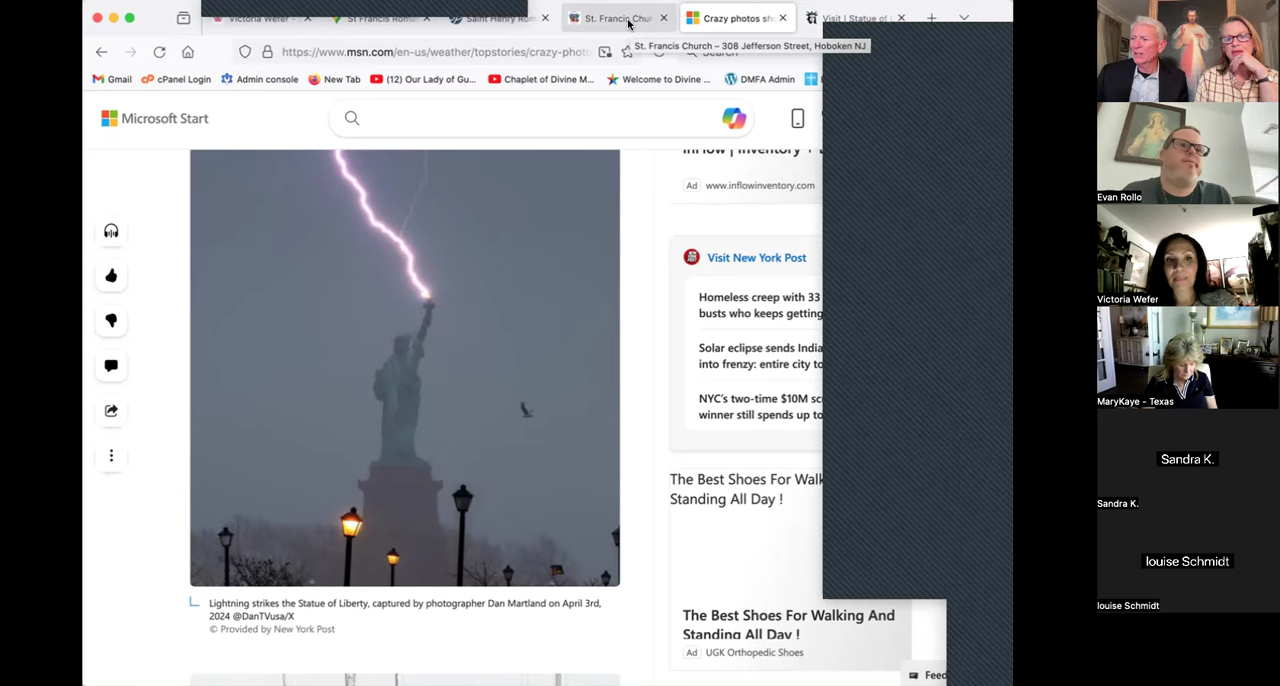 Victoria Wefer -
St Francis Roma
Saint Henry Rom
St. Francis Chur
Crazy photos sh
Visit | Statue of
St. Francis Church – 308 Jefferson Street, Hoboken NJ
https://www.msn.com/en-us/weather/topstories/crazy-phot
Search
Gmail
cPanel Login
Admin console
New Tab
(12) Our Lady of Gu...
Chaplet of Divine M...
Welcome to Divine ...
DMFA Admin
Microsoft Start
inFlow | Inventory +
Ad www.inflowinventory.com
Visit New York Post
Homeless creep with 33
busts who keeps getting
Solar eclipse sends India
into frenzy: entire city to
NYC's two-time $10M scr
winner still spends up to
The Best Shoes For Walk
Standing All Day !
The Best Shoes For Walking And
Standing All Day !
Ad UGK Orthopedic Shoes
Feed
Lightning strikes the Statue of Liberty, captured by photographer Dan Martland on April 3rd,
2024 @DanTVusa/X
© Provided by New York Post
Evan Rollo
Victoria Wefer
MaryKaye - Texas
Sandra K.
Sandra K.
louise Schmidt
louise Schmidt